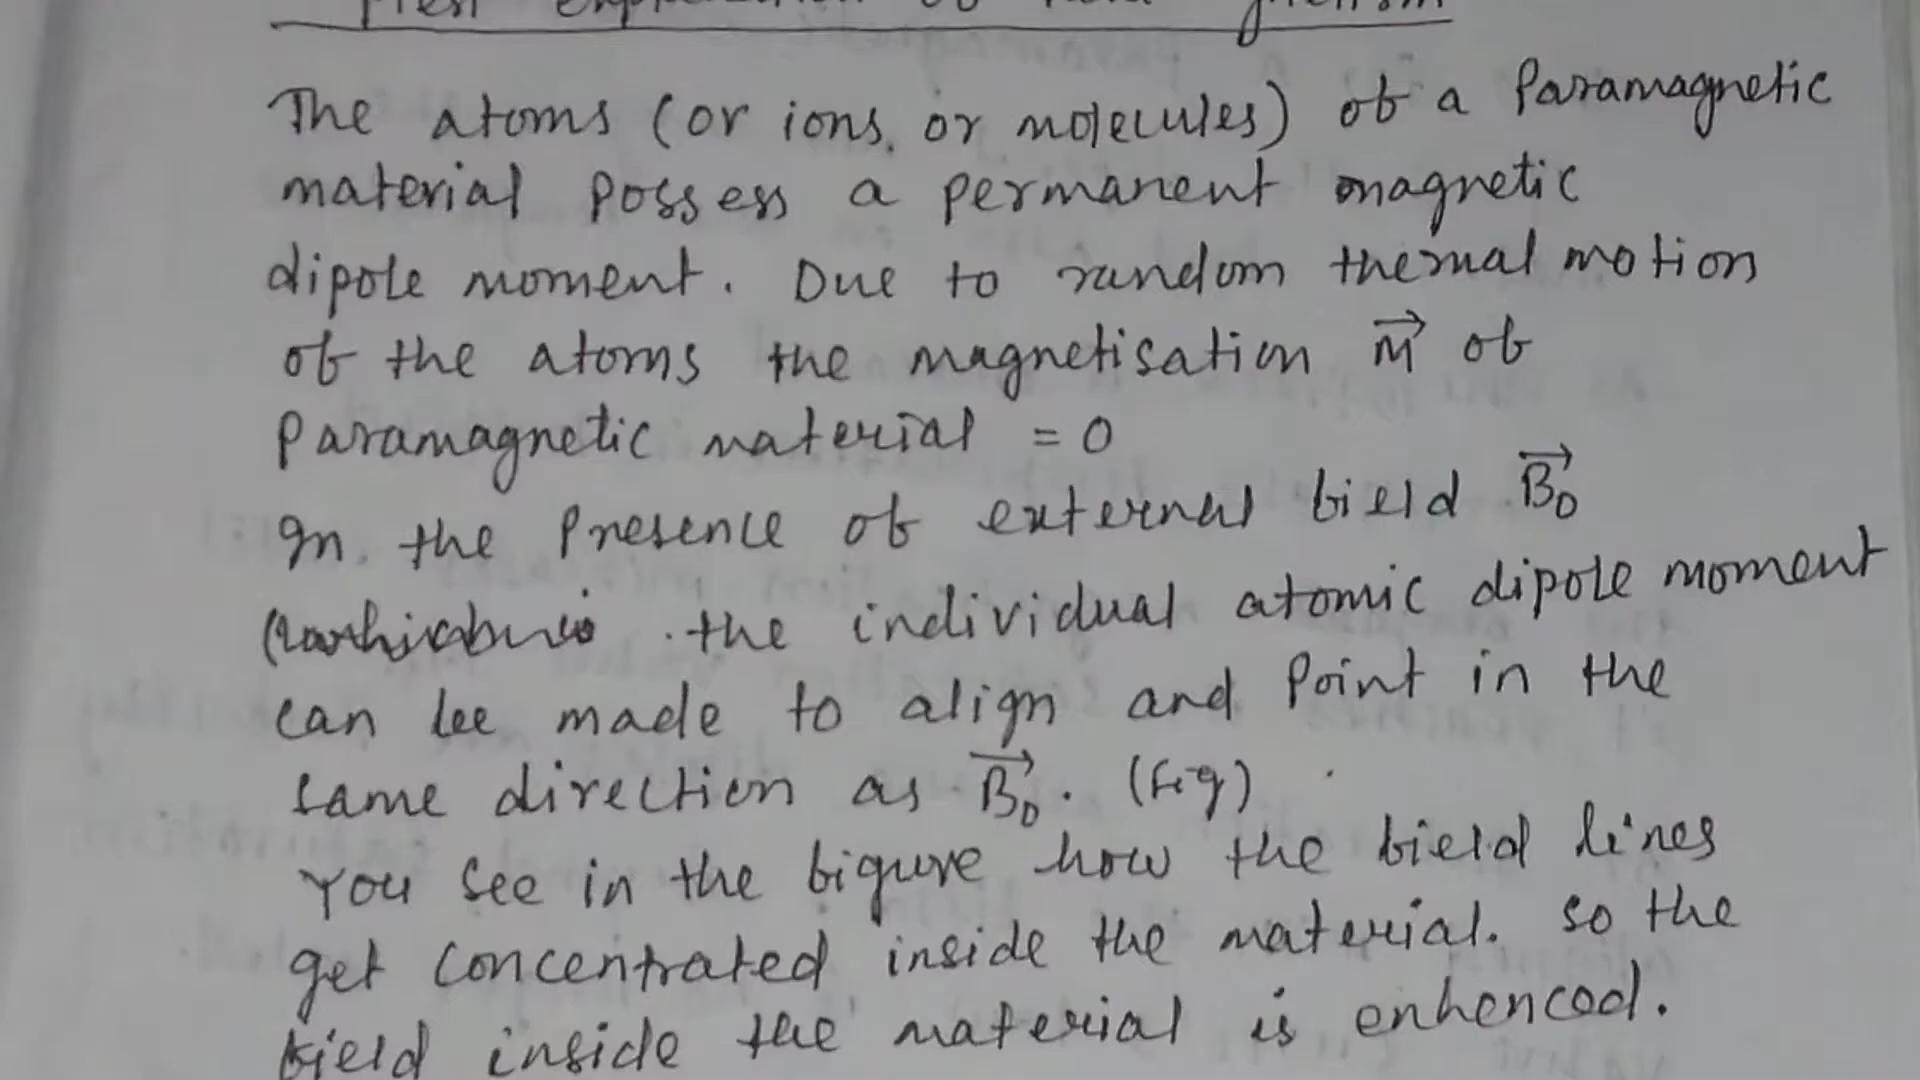 The atoms (or ions, or molecules) of a Paramagnetic
material possess a permanent magnetic
dipole moment. Due to random thermal motion
of the atoms the magnetisation M⃗ of
Paramagnetic material = 0
In the Presence of external field B⃗₀
the individual atomic dipole moment
can be made to align and Point in the
same direction as B⃗₀. (Fig)
You see in the figure how the field lines
get concentrated inside the material. So the
field inside the material is enhenced.